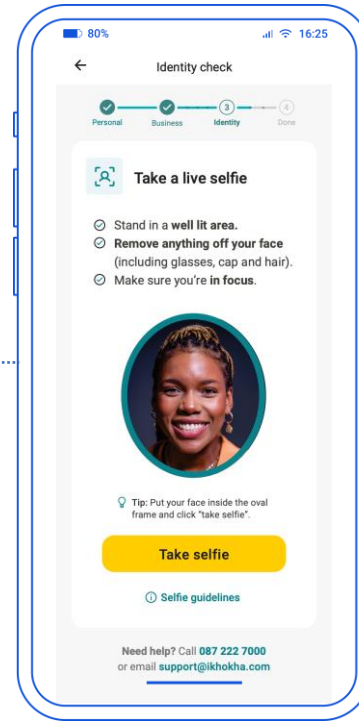 80% 16:25
Identity check
3 4
Personal Business Identity Done
Take a live selfie
Stand in a well lit area.
Remove anything off your face
(including glasses, cap and hair).
Make sure you're in focus.
Tip: Put your face inside the oval
frame and click "take selfie".
Take selfie
Selfie guidelines
Need help? Call 087 222 7000
or email support@ikhokha.com